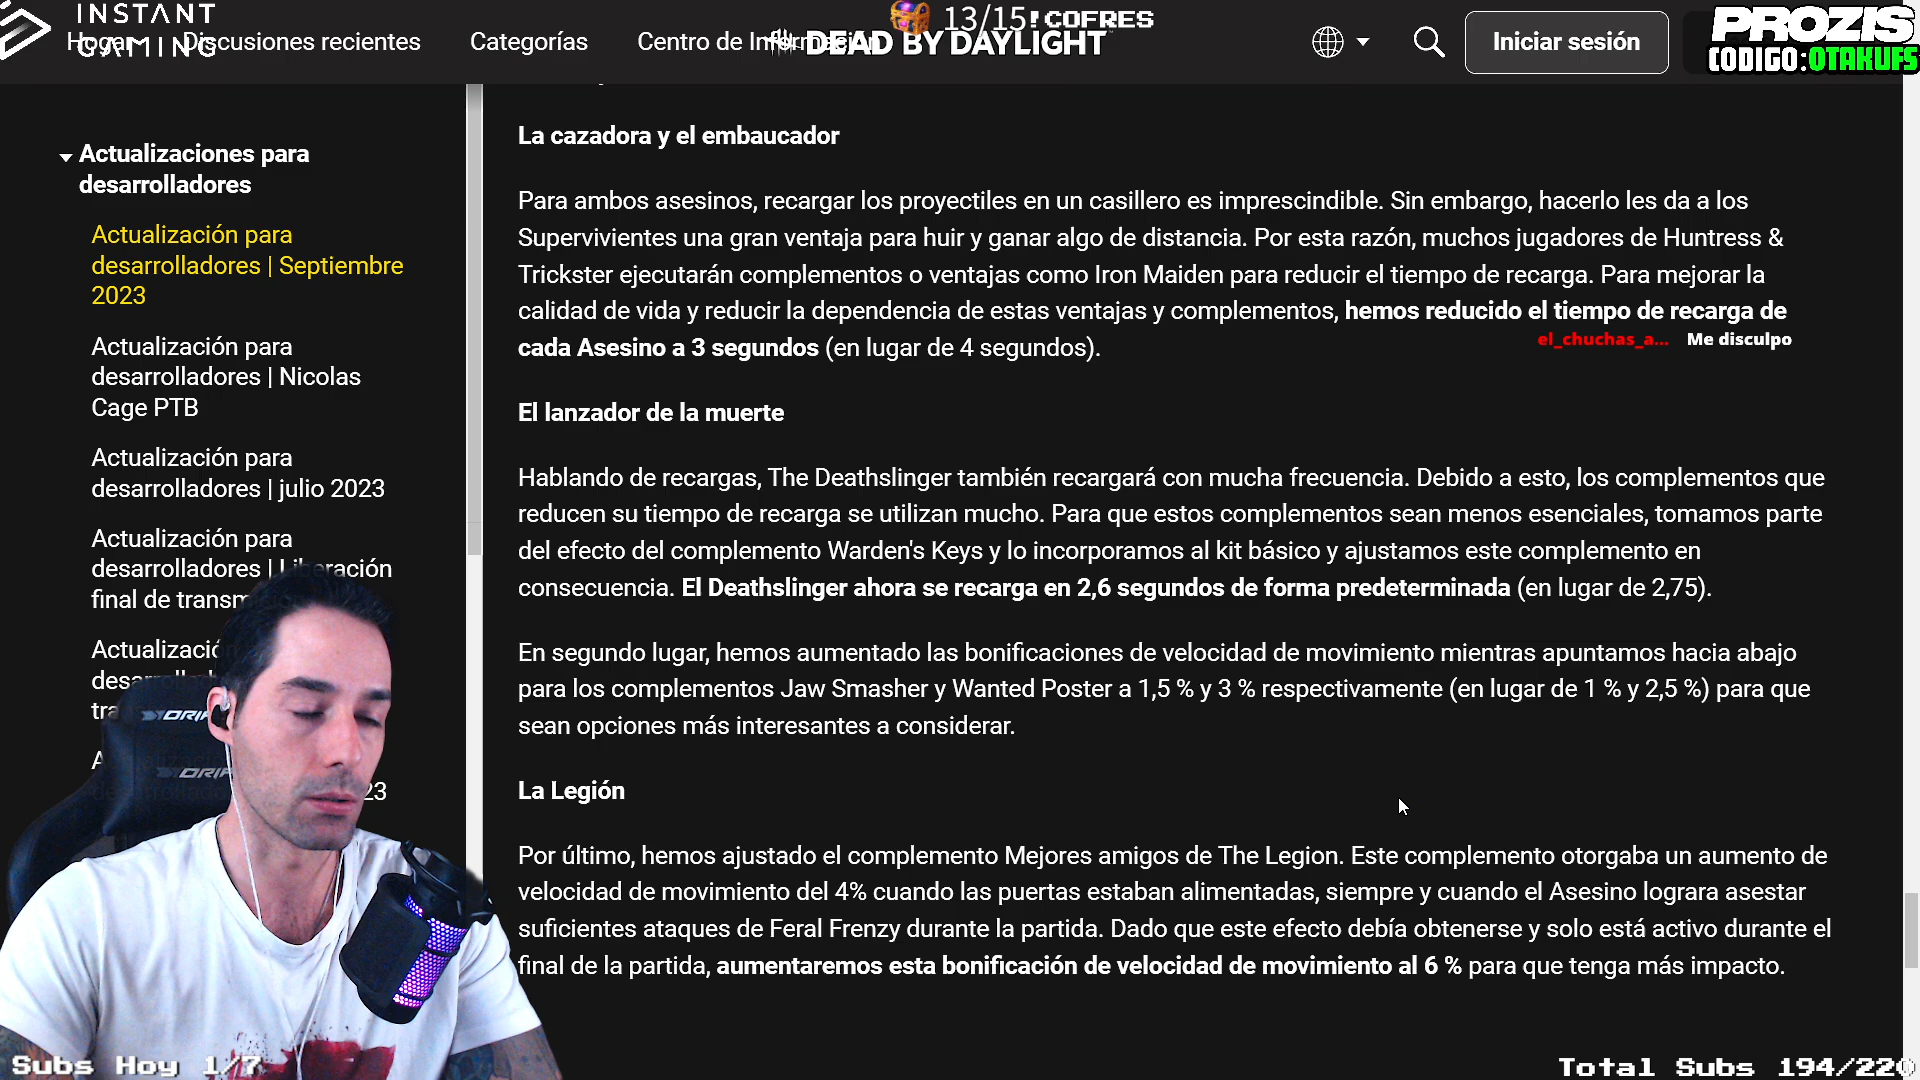 INSTANT
GAMING
Hogar
Discusiones recientes
Categorías
Centro de Información
13/15 !COFRES
DEAD BY DAYLIGHT
Iniciar sesión
PROZIS
CODIGO:OTAKUFS
Actualizaciones para
desarrolladores
Actualización para
desarrolladores | Septiembre
2023
Actualización para
desarrolladores | Nicolas
Cage PTB
Actualización para
desarrolladores | julio 2023
Actualización para
desarrolladores | Liberación
final de
23
La cazadora y el embaucador
Para ambos asesinos, recargar los proyectiles en un casillero es imprescindible. Sin embargo, hacerlo les da a los
Supervivientes una gran ventaja para huir y ganar algo de distancia. Por esta razón, muchos jugadores de Huntress &
Trickster ejecutarán complementos o ventajas como Iron Maiden para reducir el tiempo de recarga. Para mejorar la
calidad de vida y reducir la dependencia de estas ventajas y complementos, hemos reducido el tiempo de recarga de
cada Asesino a 3 segundos (en lugar de 4 segundos).
el_chuchas_a... Me disculpo
El lanzador de la muerte
Hablando de recargas, The Deathslinger también recargará con mucha frecuencia. Debido a esto, los complementos que
reducen su tiempo de recarga se utilizan mucho. Para que estos complementos sean menos esenciales, tomamos parte
del efecto del complemento Warden's Keys y lo incorporamos al kit básico y ajustamos este complemento en
consecuencia. El Deathslinger ahora se recarga en 2,6 segundos de forma predeterminada (en lugar de 2,75).
En segundo lugar, hemos aumentado las bonificaciones de velocidad de movimiento mientras apuntamos hacia abajo
para los complementos Jaw Smasher y Wanted Poster a 1,5 % y 3 % respectivamente (en lugar de 1 % y 2,5 %) para que
sean opciones más interesantes a considerar.
La Legión
Por último, hemos ajustado el complemento Mejores amigos de The Legion. Este complemento otorgaba un aumento de
velocidad de movimiento del 4% cuando las puertas estaban alimentadas, siempre y cuando el Asesino lograra asestar
suficientes ataques de Feral Frenzy durante la partida. Dado que este efecto debía obtenerse y solo está activo durante el
final de la partida, aumentaremos esta bonificación de velocidad de movimiento al 6 % para que tenga más impacto.
Subs Hoy 1/7
Total Subs 194/220